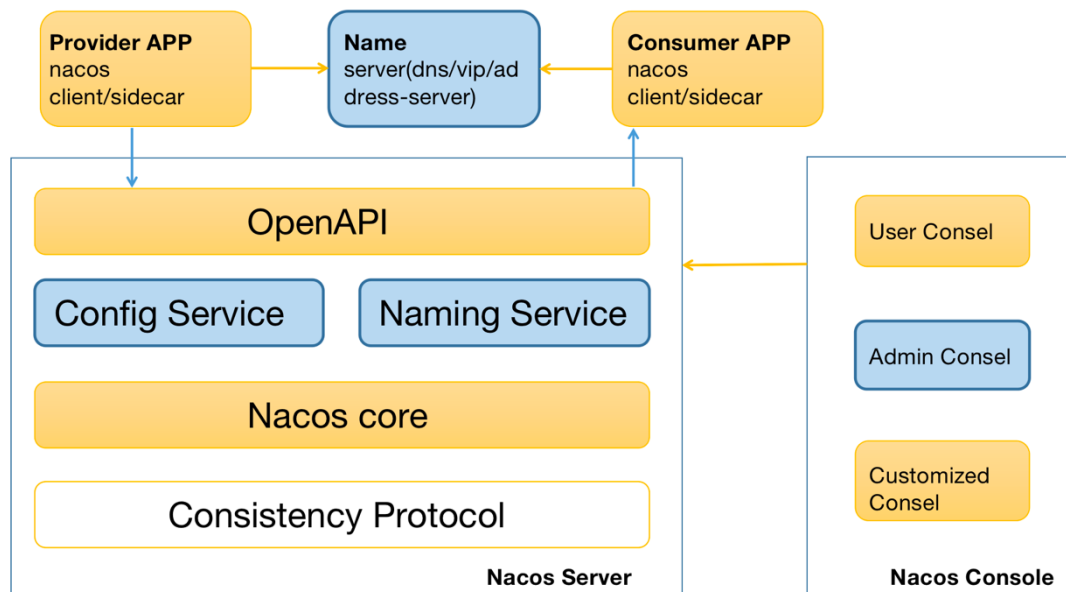 Provider APP
nacos
client/sidecar
Name
server(dns/vip/ad
dress-server)
Consumer APP
nacos
client/sidecar
OpenAPI
Config Service
Naming Service
Nacos core
Consistency Protocol
Nacos Server
User Consel
Admin Consel
Customized
Consel
Nacos Console